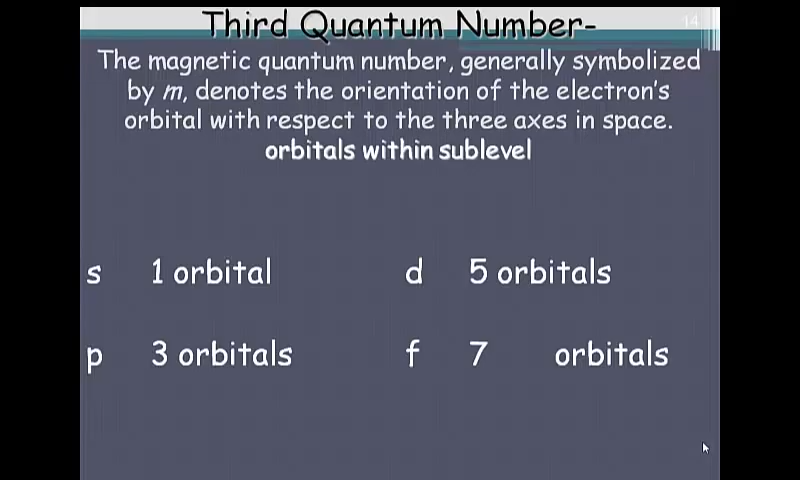 Third Quantum Number-
14
The magnetic quantum number, generally symbolized
by m, denotes the orientation of the electron's
orbital with respect to the three axes in space.
orbitals within sublevel
s 1 orbital d 5 orbitals
p 3 orbitals f 7 orbitals